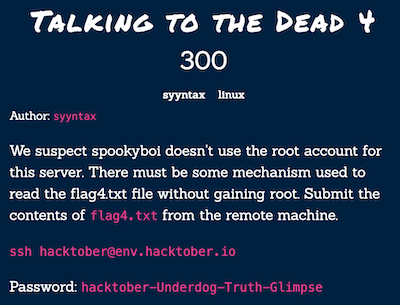 Talking to the Dead 4
300
syyntax linux
Author: syyntax
We suspect spookyboi doesn't use the root account for
this server. There must be some mechanism used to
read the flag4.txt file without gaining root. Submit the
contents of flag4.txt from the remote machine.
ssh hacktober@env.hacktober.io
Password: hacktober-Underdog-Truth-Glimpse